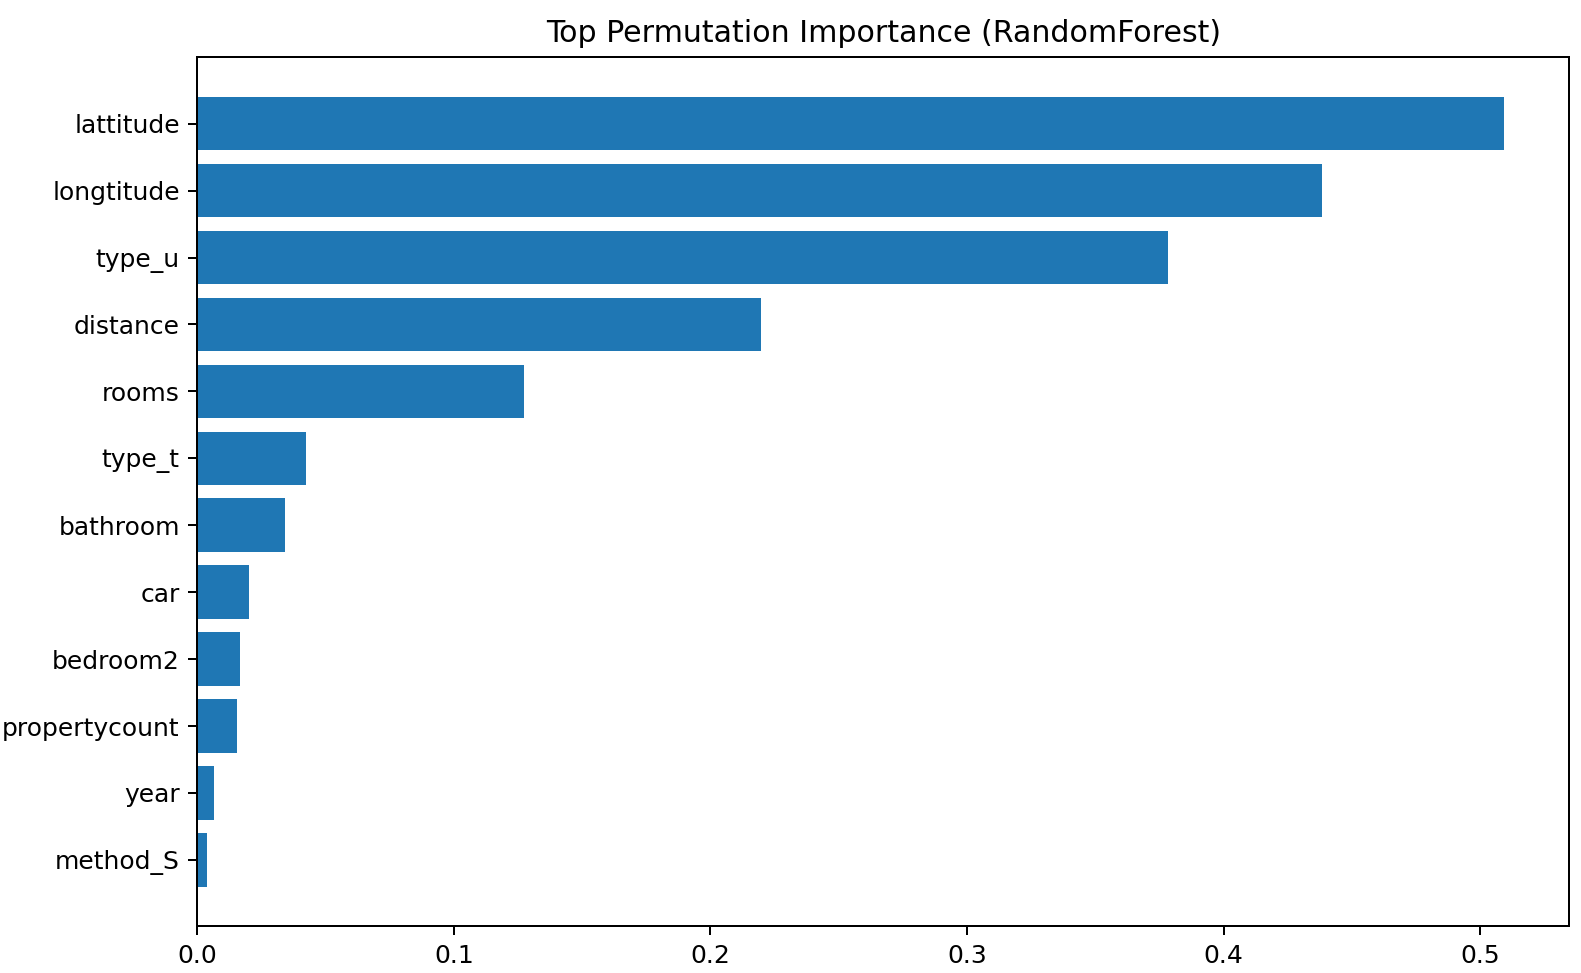 Top Permutation Importance (RandomForest)
lattitude
longtitude
type_u
distance
rooms
type_t
bathroom
car
bedroom2
propertycount
year
method_S
0.0 0.1 0.2 0.3 0.4 0.5